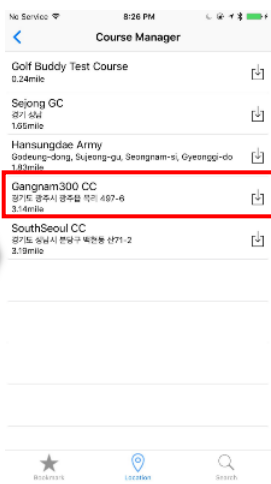 No Service 8:26 PM
Course Manager
Golf Buddy Test Course
0.24mile
Sejong GC
경기 성남
1.65mile
Hansungdae Army
Godeung-dong, Sujeong-gu, Seongnam-si, Gyeonggi-do
1.83mile
Gangnam300 CC
경기도 광주시 광주읍 목리 497-6
3.14mile
SouthSeoul CC
경기도 성남시 분당구 백현동 산71-2
3.19mile
Bookmark Location Search